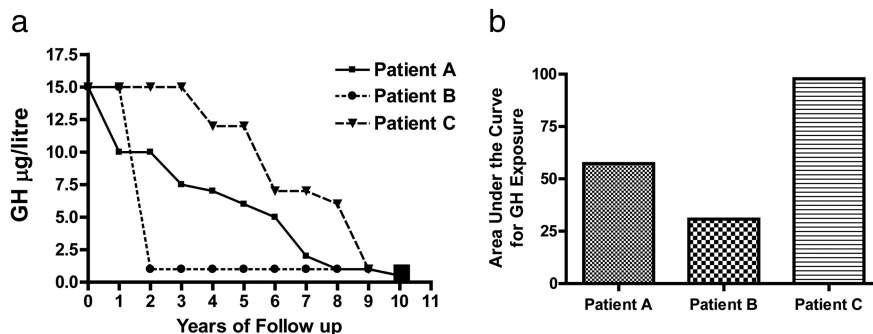 a
GH µg/litre
17.5
15.0
12.5
10.0
7.5
5.0
2.5
0.0
0 1 2 3 4 5 6 7 8 9 10 11
Years of Follow up
Patient A
Patient B
Patient C
b
Area Under the Curve
for GH Exposure
100
75
50
25
0
Patient A Patient B Patient C